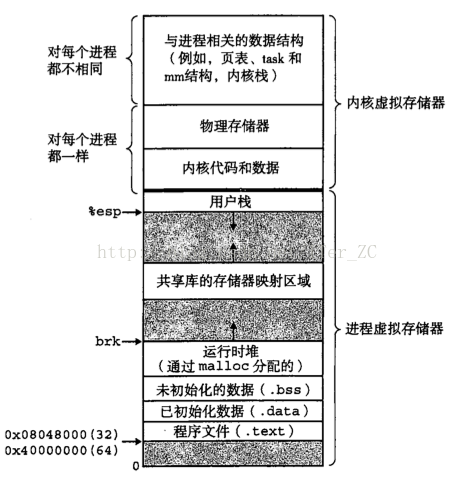 与进程相关的数据结构
（例如，页表、task 和
mm结构，内核栈）
对每个进程
都不相同
物理存储器
内核虚拟存储器
对每个进程
都一样
内核代码和数据
用户栈
%esp
共享库的存储器映射区域
进程虚拟存储器
brk
运行时堆
（通过 malloc 分配的）
未初始化的数据（.bss）
已初始化数据（.data）
程序文件（.text）
0x08048000(32)
0x40000000(64)
0